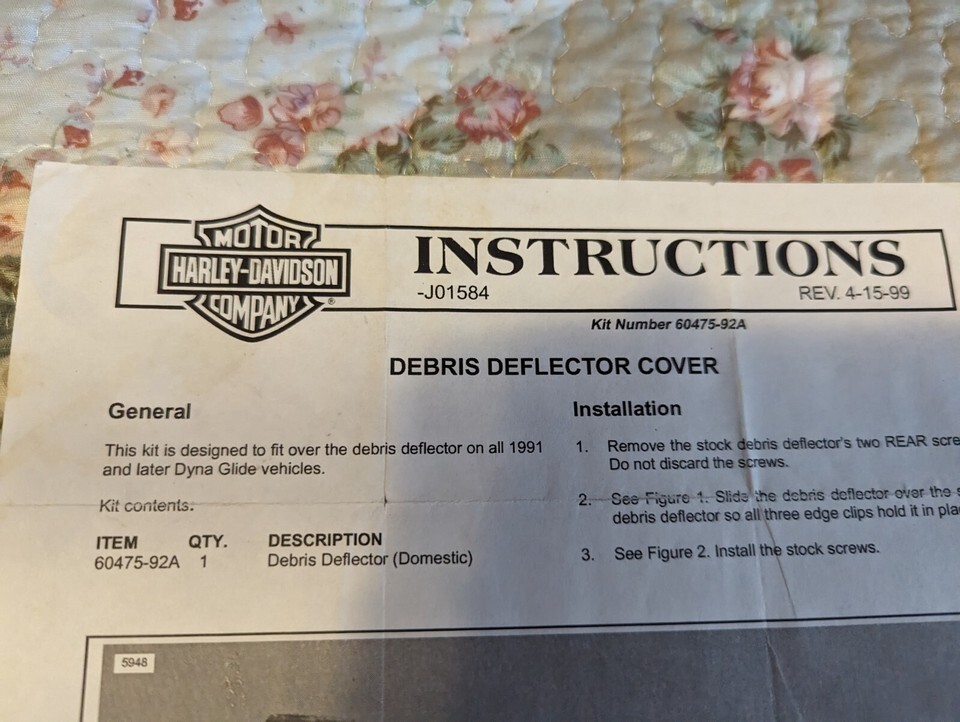 MOTOR
HARLEY-DAVIDSON
COMPANY
®
INSTRUCTIONS
-J01584
REV. 4-15-99
Kit Number 60475-92A
DEBRIS DEFLECTOR COVER
General
This kit is designed to fit over the debris deflector on all 1991
and later Dyna Glide vehicles.
Kit contents:
ITEM QTY. DESCRIPTION
60475-92A 1 Debris Deflector (Domestic)
Installation
1. Remove the stock debris deflector's two REAR scre
Do not discard the screws.
2. See Figure 1. Slide the debris deflector over the s
debris deflector so all three edge clips hold it in pla
3. See Figure 2. Install the stock screws.
5948